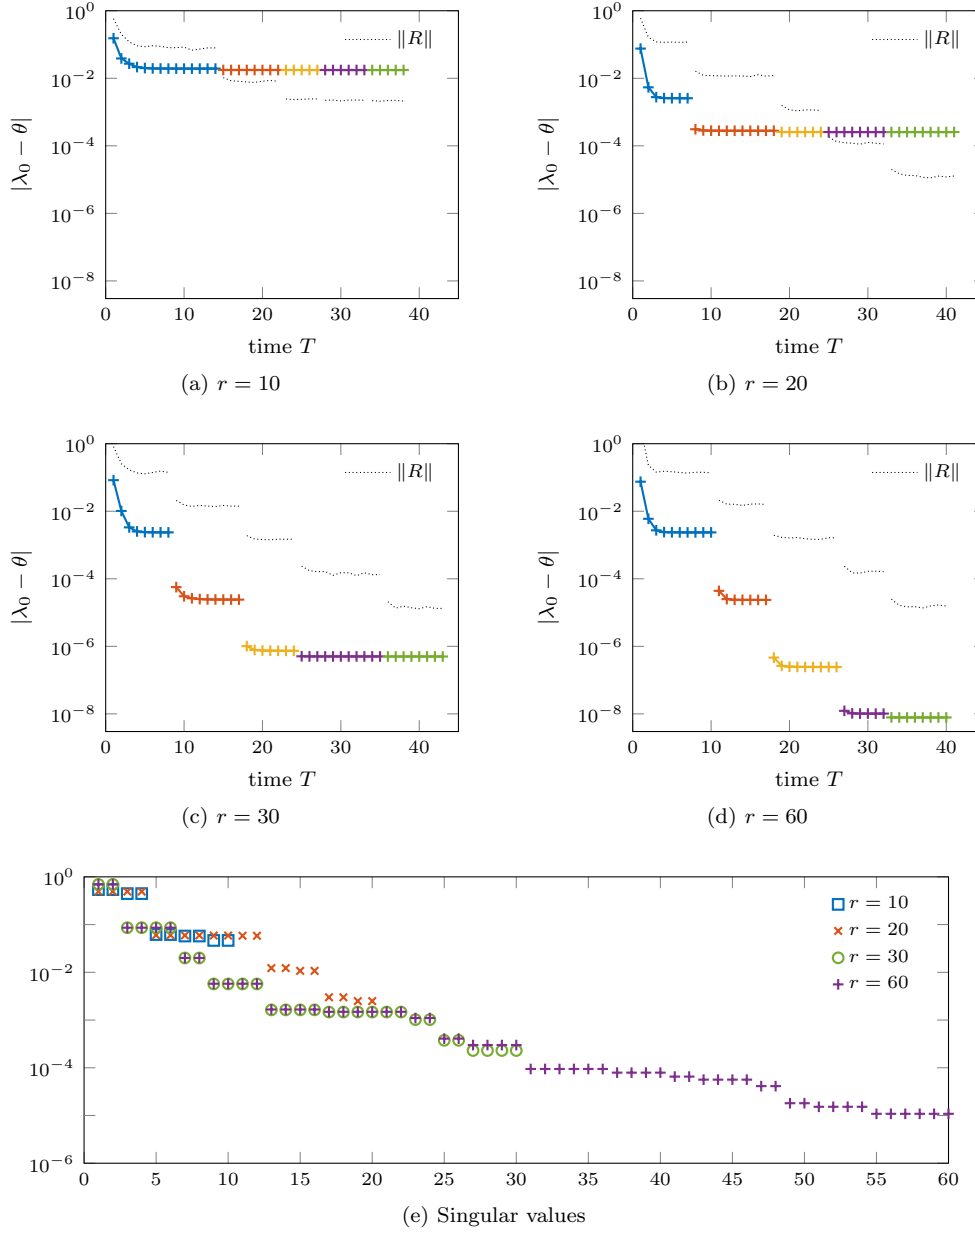 10^0
10^−2
10^−4
10^−6
10^−8
|λ0 − θ|
‖R‖
0 10 20 30 40
time T
(a) r = 10
10^0
10^−2
10^−4
10^−6
10^−8
|λ0 − θ|
‖R‖
0 10 20 30 40
time T
(b) r = 20
10^0
10^−2
10^−4
10^−6
10^−8
|λ0 − θ|
‖R‖
0 10 20 30 40
time T
(c) r = 30
10^0
10^−2
10^−4
10^−6
10^−8
|λ0 − θ|
‖R‖
0 10 20 30 40
time T
(d) r = 60
10^0
10^−2
10^−4
10^−6
r = 10
r = 20
r = 30
r = 60
0 5 10 15 20 25 30 35 40 45 50 55 60
(e) Singular values